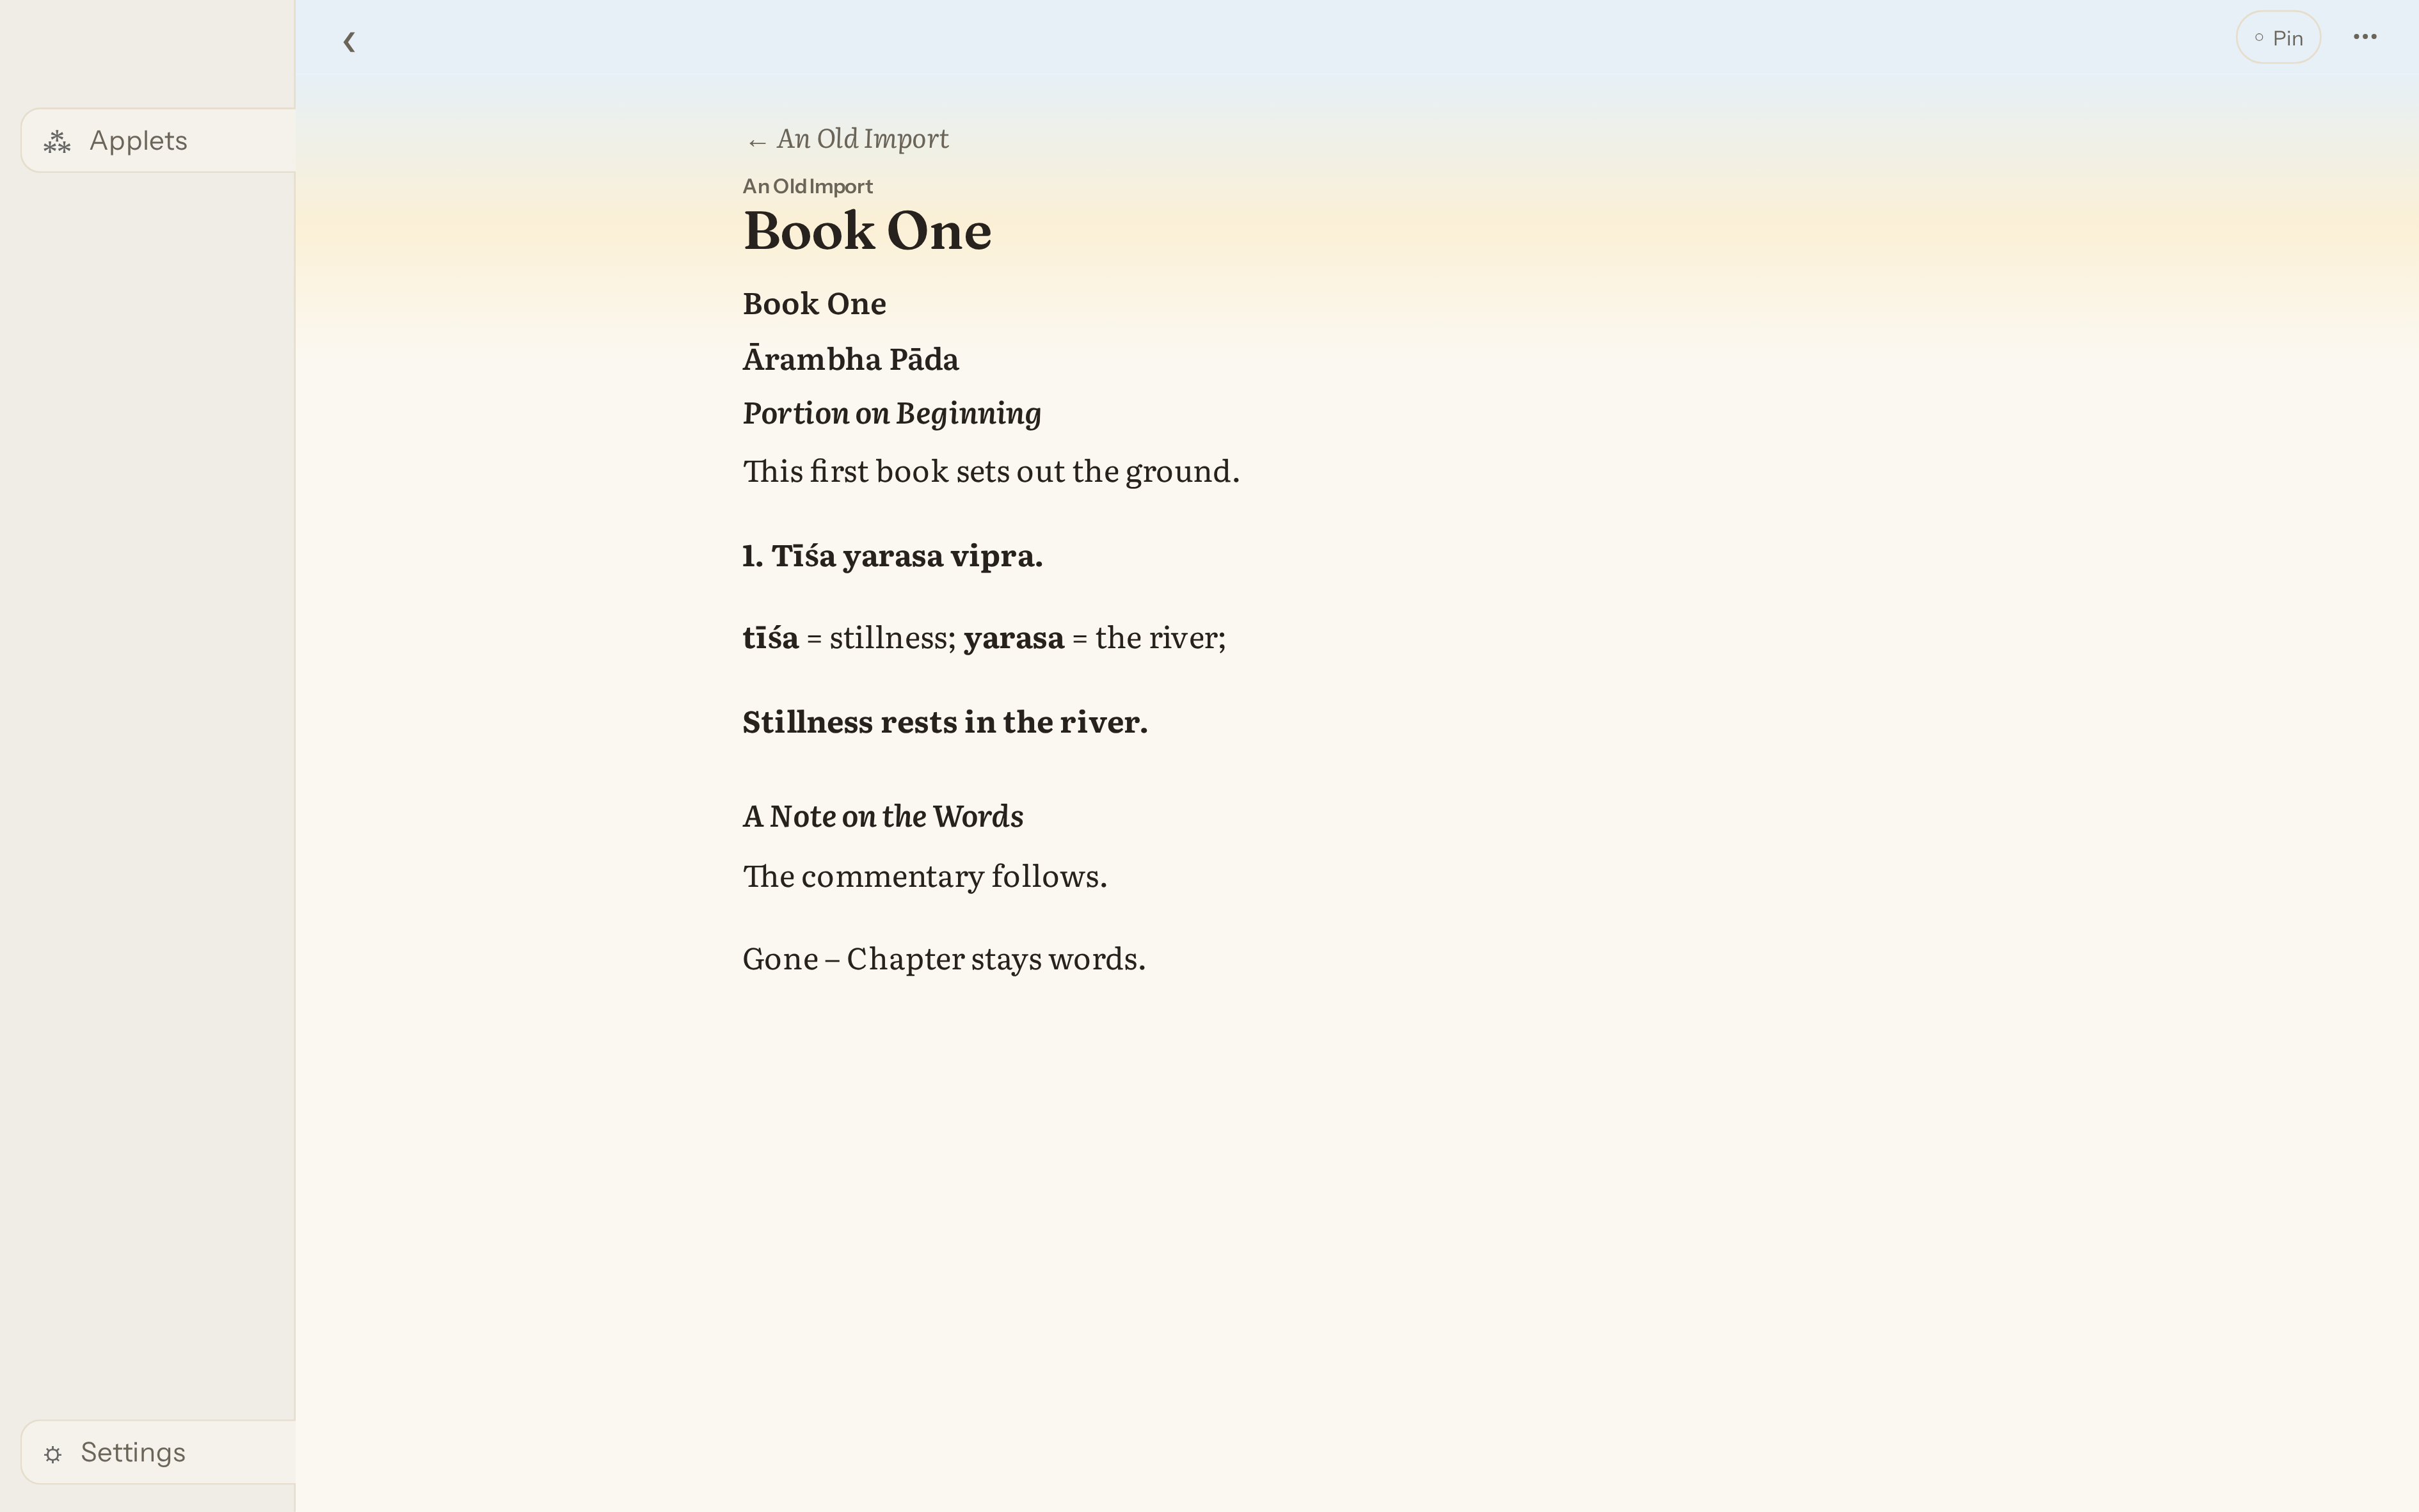 Pin
Applets
← An Old Import
An Old Import
Book One
Book One
Ārambha Pāda
Portion on Beginning
This first book sets out the ground.
1. Tīśa yarasa vipra.
tīśa = stillness; yarasa = the river;
Stillness rests in the river.
A Note on the Words
The commentary follows.
Gone – Chapter stays words.
Settings